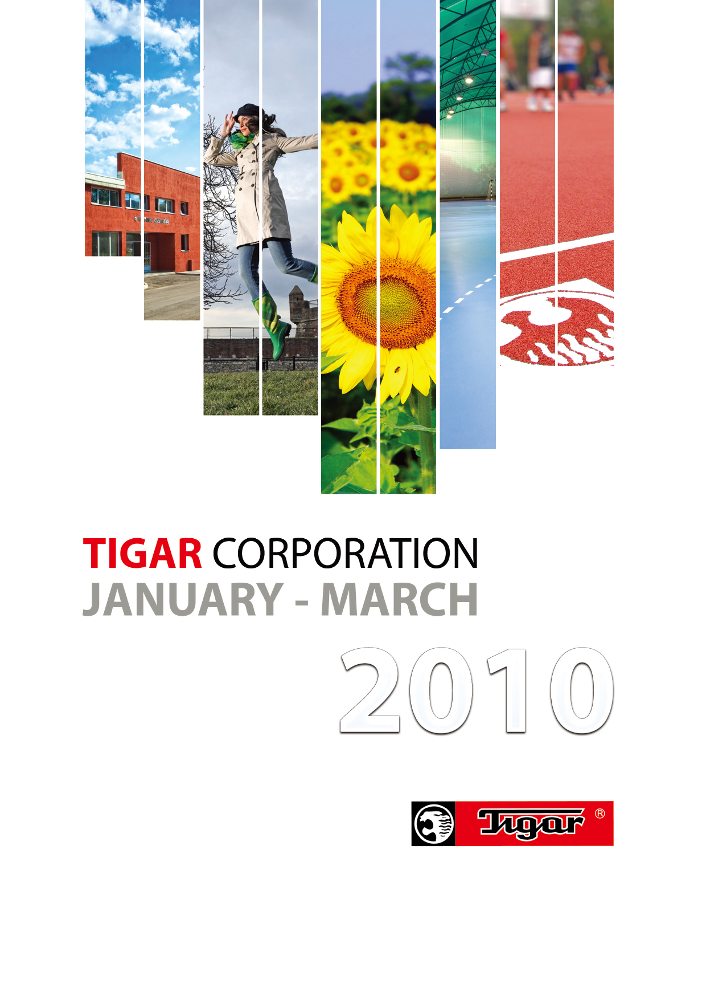 TIGAR CORPORATION
JANUARY - MARCH
2010
Tigar ®